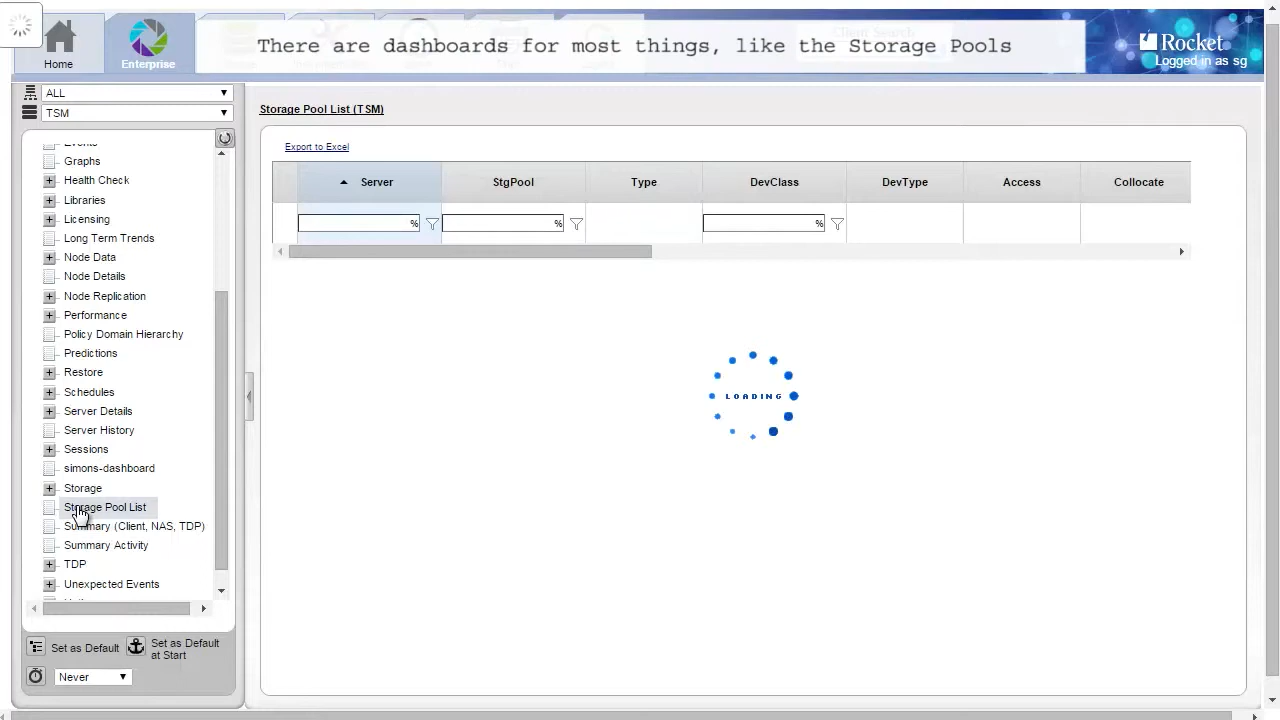 There are dashboards for most things, like the Storage Pools
Home
Enterprise
Client Search
Rocket
Logged in as sg
ALL
TSM
Storage Pool List (TSM)
Export to Excel
Server
StgPool
Type
DevClass
DevType
Access
Collocate
%
%
%
LOADING
Events
Graphs
Health Check
Libraries
Licensing
Long Term Trends
Node Data
Node Details
Node Replication
Performance
Policy Domain Hierarchy
Predictions
Restore
Schedules
Server Details
Server History
Sessions
simons-dashboard
Storage
Storage Pool List
Summary (Client, NAS, TDP)
Summary Activity
TDP
Unexpected Events
Set as Default
Set as Default
at Start
Never